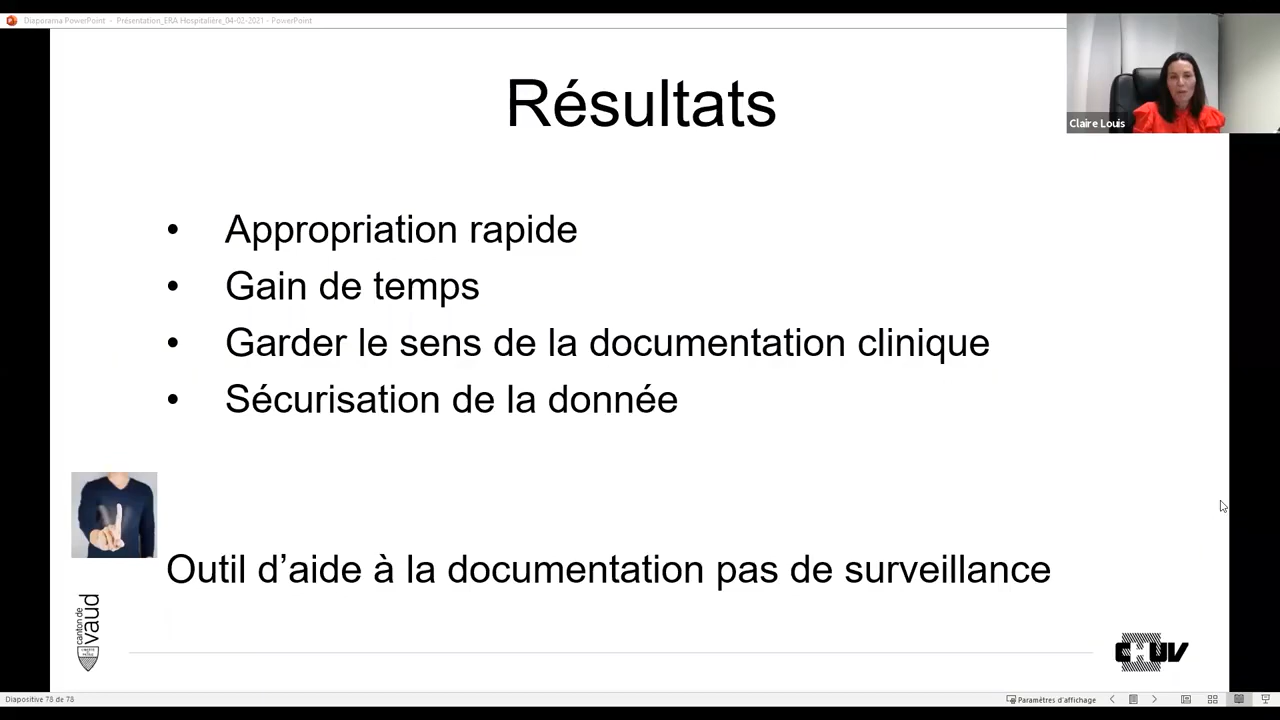 Diaporama PowerPoint - Présentation_ERA Hospitalière_04-02-2021 - PowerPoint
Claire Louis
Résultats
• Appropriation rapide
• Gain de temps
• Garder le sens de la documentation clinique
• Sécurisation de la donnée
Outil d’aide à la documentation pas de surveillance
canton de
vaud
CHUV
Diapositive 78 de 78
Paramètres d'affichage